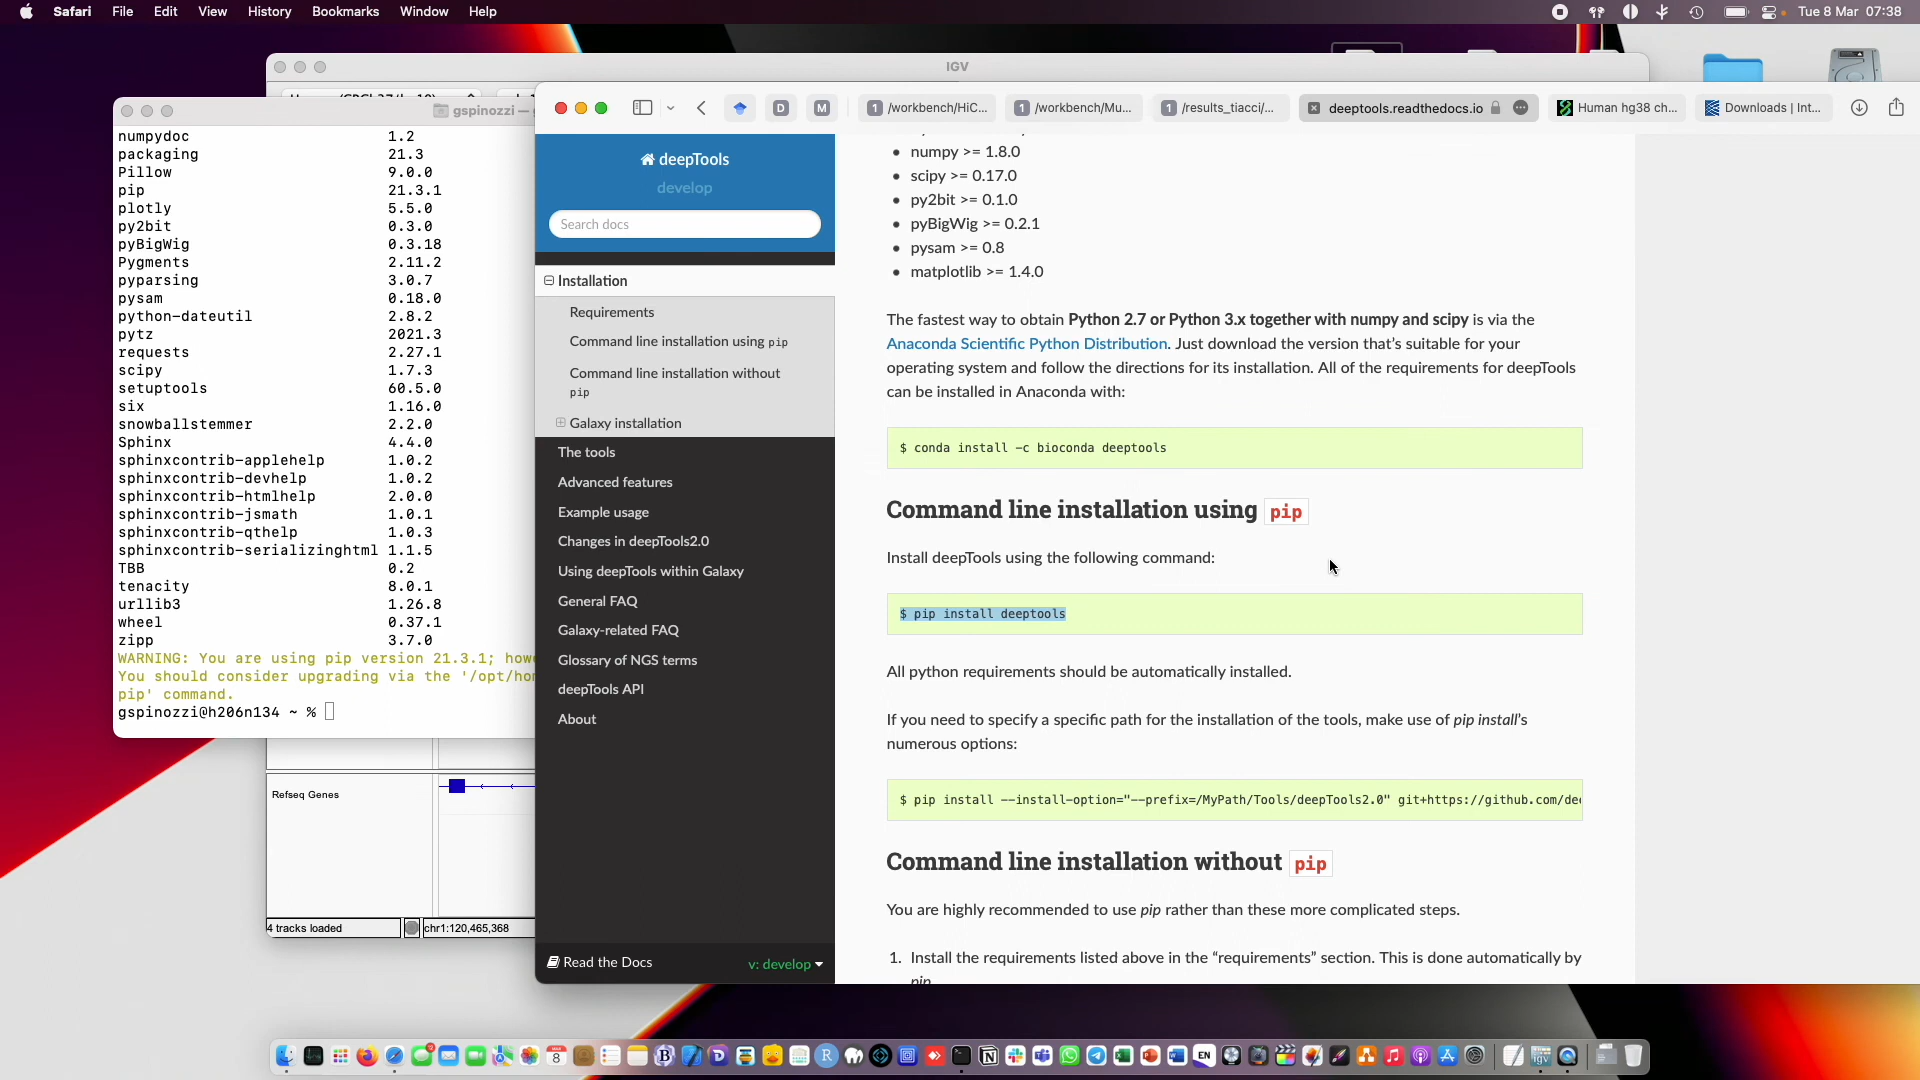 Safari File Edit View History Bookmarks Window Help
Tue 8 Mar 07:38
IGV
gspinozzi —
numpydoc 1.2
packaging 21.3
Pillow 9.0.0
pip 21.3.1
plotly 5.5.0
py2bit 0.3.0
pyBigWig 0.3.18
Pygments 2.11.2
pyparsing 3.0.7
pysam 0.18.0
python-dateutil 2.8.2
pytz 2021.3
requests 2.27.1
scipy 1.7.3
setuptools 60.5.0
six 1.16.0
snowballstemmer 2.2.0
Sphinx 4.4.0
sphinxcontrib-applehelp 1.0.2
sphinxcontrib-devhelp 1.0.2
sphinxcontrib-htmlhelp 2.0.0
sphinxcontrib-jsmath 1.0.1
sphinxcontrib-qthelp 1.0.3
sphinxcontrib-serializinghtml 1.1.5
TBB 0.2
tenacity 8.0.1
urllib3 1.26.8
wheel 0.37.1
zipp 3.7.0
WARNING: You are using pip version 21.3.1; how
You should consider upgrading via the '/opt/ho
pip' command.
gspinozzi@h206n134 ~ %
Refseq Genes
4 tracks loaded
chr1:120,465,368
D
M
1 /workbench/HiC...
1 /workbench/Mu...
1 /results_tiacci/...
deeptools.readthedocs.io
Human hg38 ch...
Downloads | Int...
deepTools
develop
Search docs
Installation
Requirements
Command line installation using pip
Command line installation without
pip
Galaxy installation
The tools
Advanced features
Example usage
Changes in deepTools2.0
Using deepTools within Galaxy
General FAQ
Galaxy-related FAQ
Glossary of NGS terms
deepTools API
About
Read the Docs
v: develop
numpy >= 1.8.0
scipy >= 0.17.0
py2bit >= 0.1.0
pyBigWig >= 0.2.1
pysam >= 0.8
matplotlib >= 1.4.0
The fastest way to obtain Python 2.7 or Python 3.x together with numpy and scipy is via the
Anaconda Scientific Python Distribution. Just download the version that's suitable for your
operating system and follow the directions for its installation. All of the requirements for deepTools
can be installed in Anaconda with:
$ conda install -c bioconda deeptools
Command line installation using pip
Install deepTools using the following command:
$ pip install deeptools
All python requirements should be automatically installed.
If you need to specify a specific path for the installation of the tools, make use of pip install's
numerous options:
$ pip install --install-option="--prefix=/MyPath/Tools/deepTools2.0" git+https://github.com/de
Command line installation without pip
You are highly recommended to use pip rather than these more complicated steps.
1. Install the requirements listed above in the “requirements” section. This is done automatically by
pip